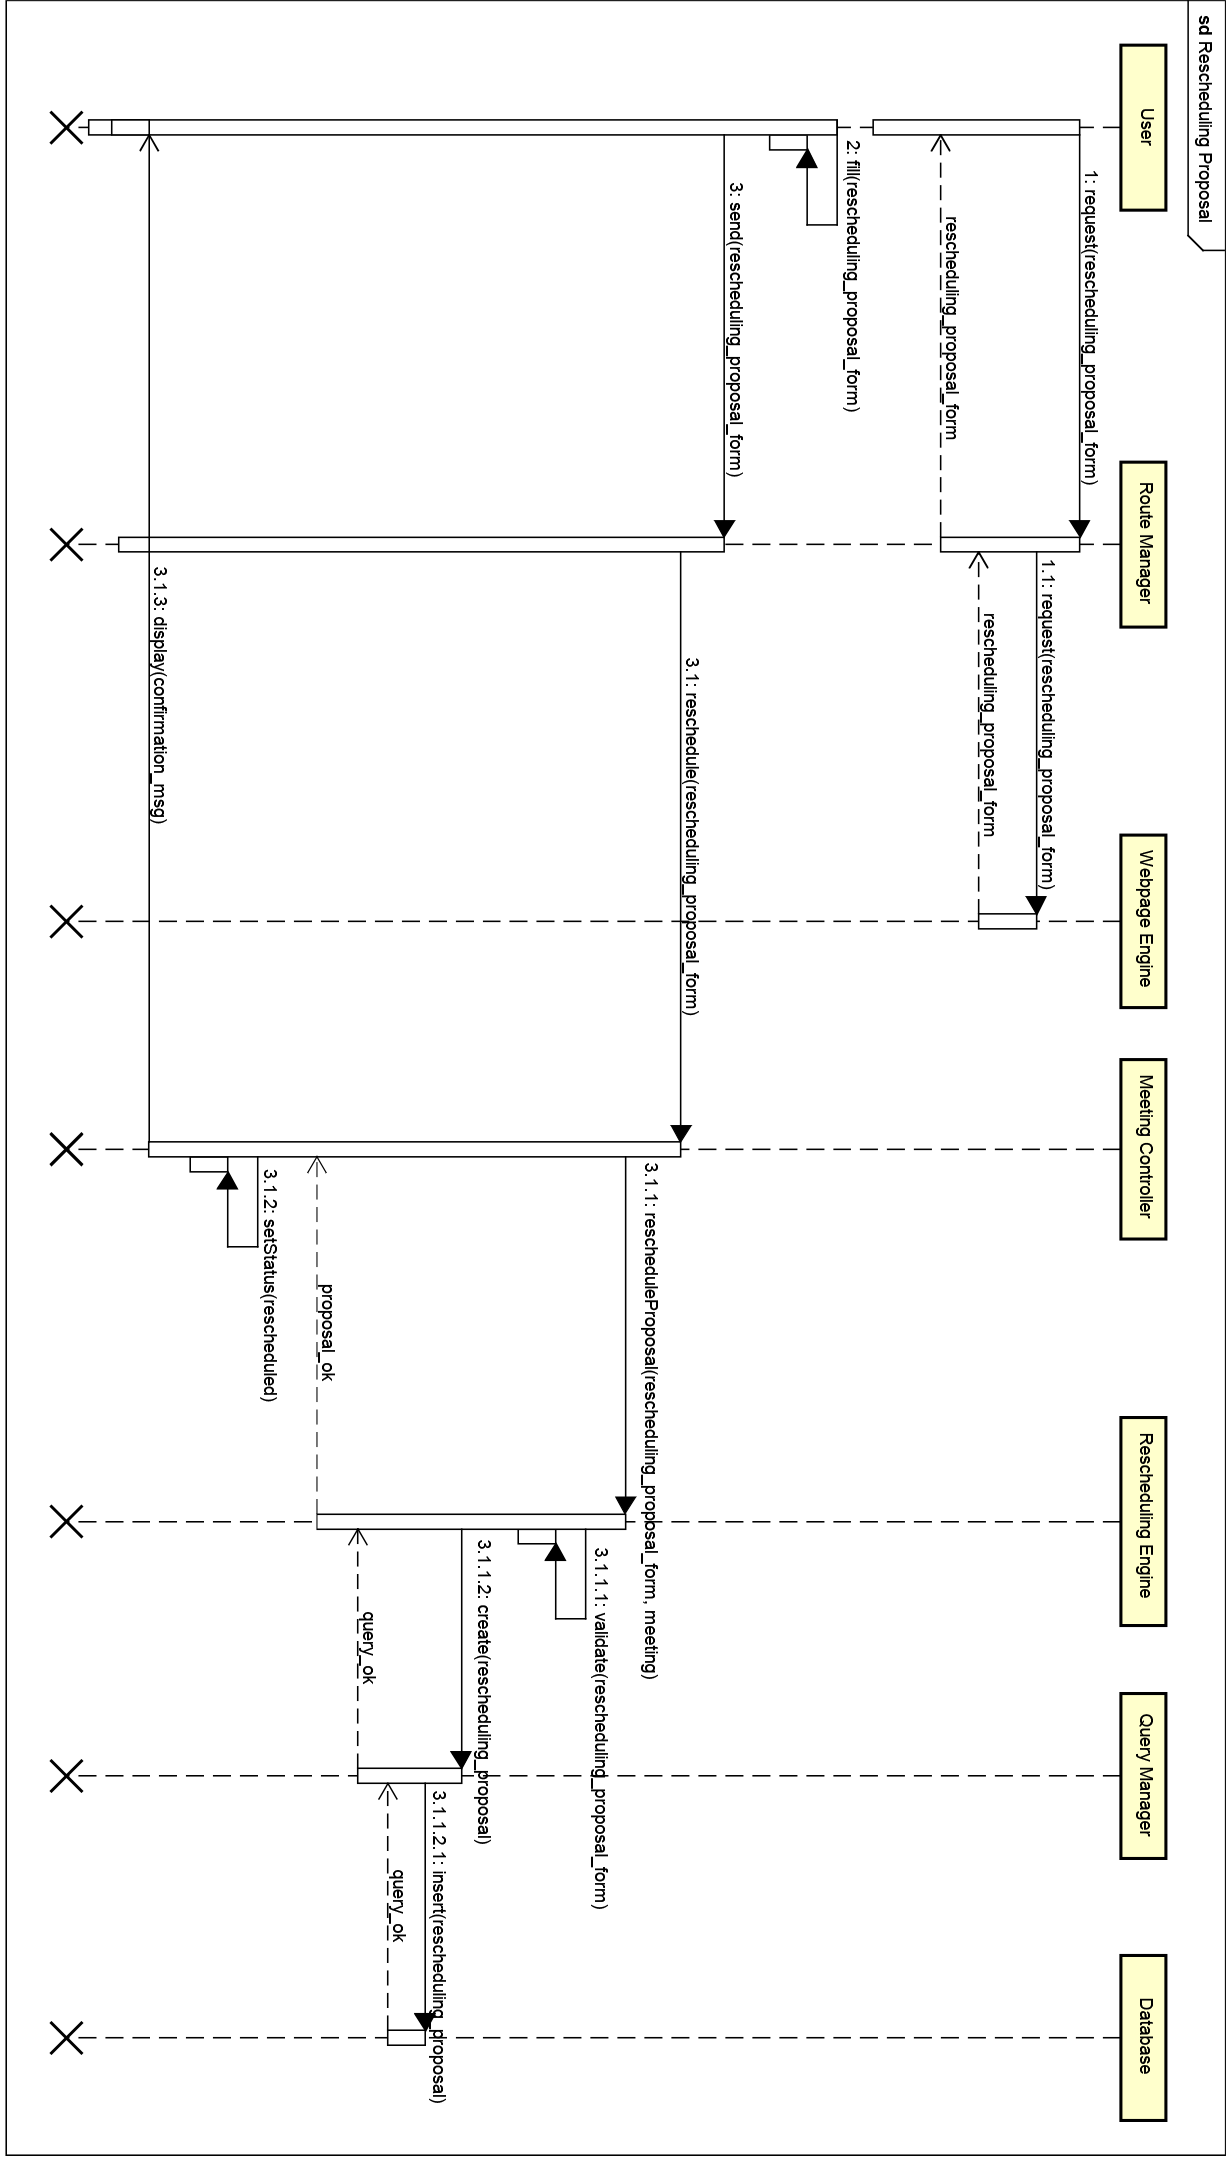 sd Rescheduling Proposal
User
Route Manager
Webpage Engine
Meeting Controller
Rescheduling Engine
Query Manager
Database
1: request(rescheduling_proposal_form)
1.1: request(rescheduling_proposal_form)
rescheduling_proposal_form
rescheduling_proposal_form
2: fill(rescheduling_proposal_form)
3: send(rescheduling_proposal_form)
3.1: reschedule(rescheduling_proposal_form)
3.1.1: rescheduleProposal(rescheduling_proposal_form, meeting)
3.1.1.1: validate(rescheduling_proposal_form)
3.1.1.2: create(rescheduling_proposal)
3.1.1.2.1: insert(rescheduling_proposal)
query_ok
query_ok
proposal_ok
3.1.2: setStatus(rescheduled)
3.1.3: display(confirmation_msg)